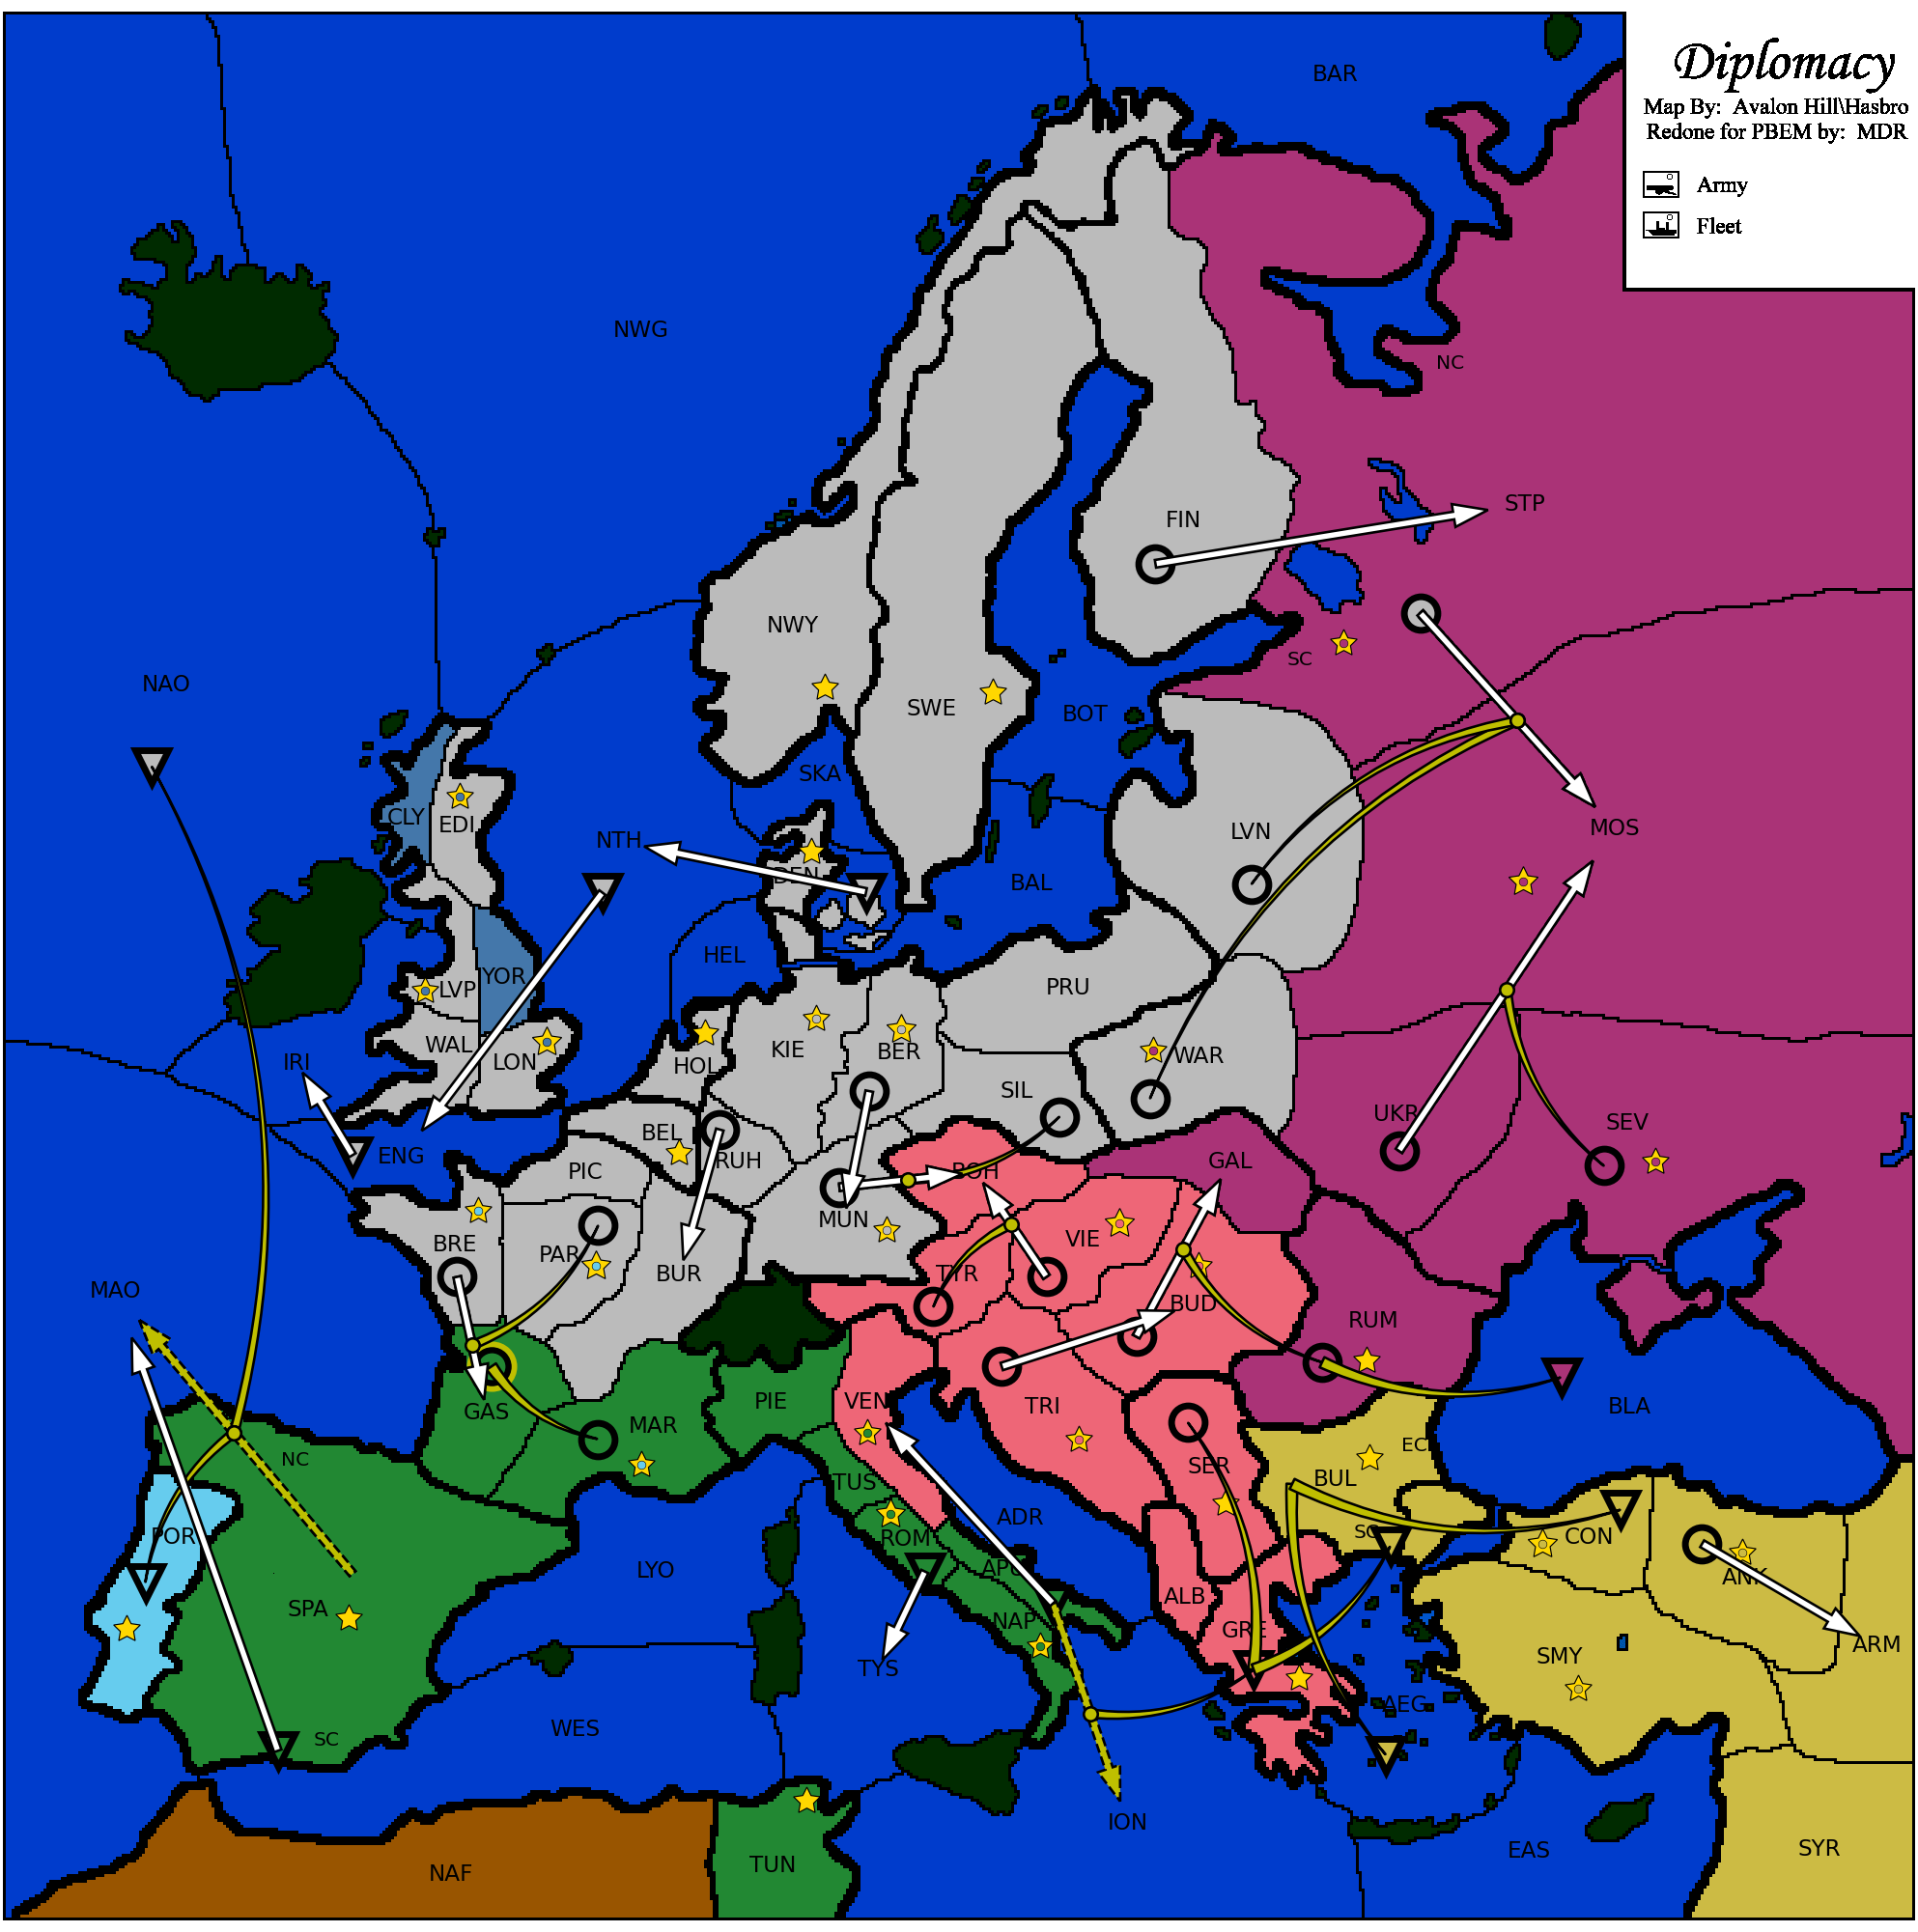 Diplomacy
Map By: Avalon Hill\Hasbro
Redone for PBEM by: MDR
Army
Fleet
BAR
NWG
NC
STP
FIN
NWY
SC
NAO
SWE
BOT
SKA
CLY
EDI
NTH
LVN
MOS
DEN
BAL
HEL
YOR
LVP
PRU
WAL
LON
IRI
HOL
KIE
BER
WAR
SIL
UKR
SEV
ENG
BEL
RUH
PIC
BOH
GAL
MUN
BRE
PAR
BUR
VIE
TYR
MAO
BUD
RUM
GAS
MAR
PIE
VEN
TRI
BLA
NC
TUS
SER
BUL
EC
POR
ROM
ADR
SC
CON
LYO
APU
ANK
SPA
NAP
ALB
GRE
ARM
TYS
SMY
AEG
WES
SC
ION
EAS
SYR
NAF
TUN